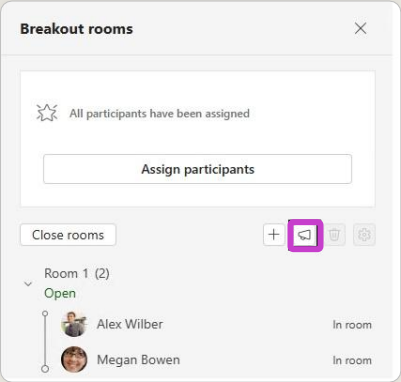 Breakout rooms
All participants have been assigned
Assign participants
Close rooms
Room 1 (2)
Open
Alex Wilber In room
Megan Bowen In room